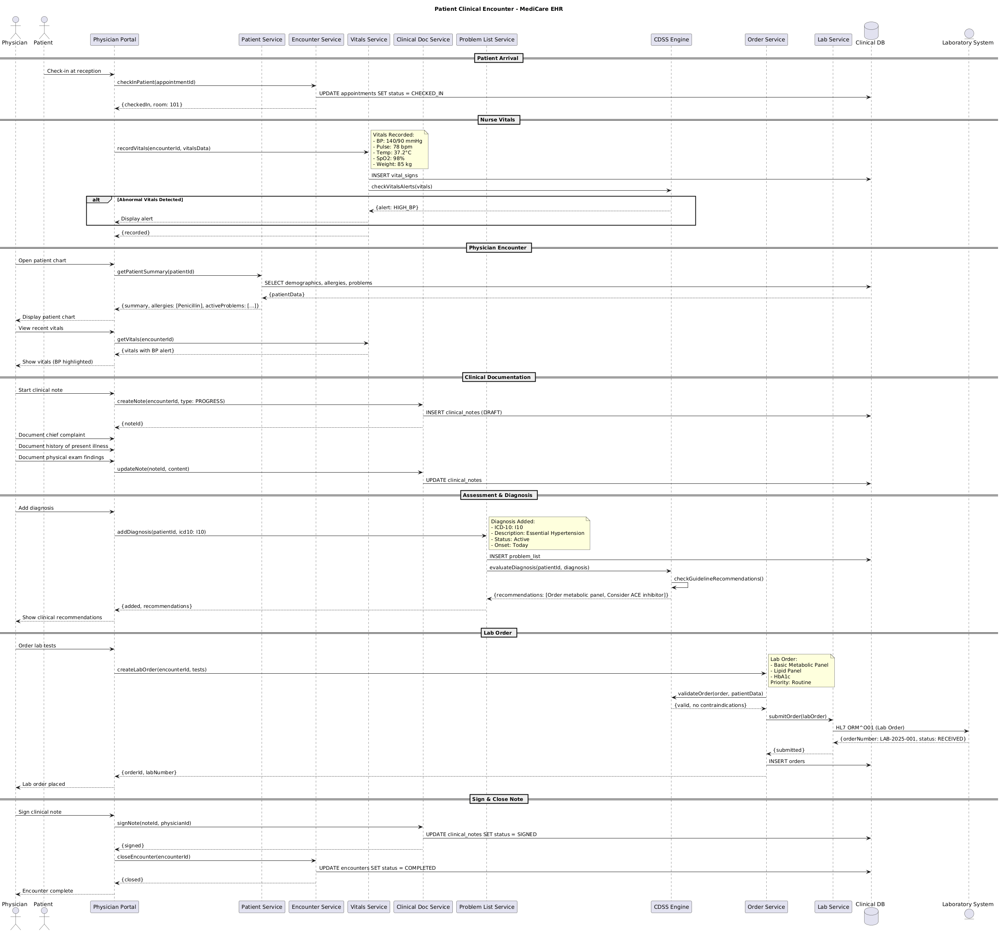 Patient Clinical Encounter - MediCare EHR
Physician
Patient
Physician Portal
Patient Service
Encounter Service
Vitals Service
Clinical Doc Service
Problem List Service
CDSS Engine
Order Service
Lab Service
Clinical DB
Laboratory System
Patient Arrival
Check-in at reception
checkInPatient(appointmentId)
UPDATE appointments SET status = CHECKED_IN
{checkedIn, room: 101}
Nurse Vitals
recordVitals(encounterId, vitalsData)
Vitals Recorded:
- BP: 140/90 mmHg
- Pulse: 78 bpm
- Temp: 37.2°C
- SpO2: 98%
- Weight: 85 kg
INSERT vital_signs
checkVitalsAlerts(vitals)
alt
[Abnormal Vitals Detected]
{alert: HIGH_BP}
Display alert
{recorded}
Physician Encounter
Open patient chart
getPatientSummary(patientId)
SELECT demographics, allergies, problems
{patientData}
{summary, allergies: [Penicillin], activeProblems: [...]}
Display patient chart
View recent vitals
getVitals(encounterId)
{vitals with BP alert}
Show vitals (BP highlighted)
Clinical Documentation
Start clinical note
createNote(encounterId, type: PROGRESS)
INSERT clinical_notes (DRAFT)
{noteId}
Document chief complaint
Document history of present illness
Document physical exam findings
updateNote(noteId, content)
UPDATE clinical_notes
Assessment & Diagnosis
Add diagnosis
addDiagnosis(patientId, icd10: I10)
Diagnosis Added:
- ICD-10: I10
- Description: Essential Hypertension
- Status: Active
- Onset: Today
INSERT problem_list
evaluateDiagnosis(patientId, diagnosis)
checkGuidelineRecommendations()
{recommendations: [Order metabolic panel, Consider ACE inhibitor]}
{added, recommendations}
Show clinical recommendations
Lab Order
Order lab tests
createLabOrder(encounterId, tests)
Lab Order:
- Basic Metabolic Panel
- Lipid Panel
- HbA1c
Priority: Routine
validateOrder(order, patientData)
{valid, no contraindications}
submitOrder(labOrder)
HL7 ORM^O01 (Lab Order)
{orderNumber: LAB-2025-001, status: RECEIVED}
{submitted}
INSERT orders
{orderId, labNumber}
Lab order placed
Sign & Close Note
Sign clinical note
signNote(noteId, physicianId)
UPDATE clinical_notes SET status = SIGNED
{signed}
closeEncounter(encounterId)
UPDATE encounters SET status = COMPLETED
{closed}
Encounter complete
Physician
Patient
Physician Portal
Patient Service
Encounter Service
Vitals Service
Clinical Doc Service
Problem List Service
CDSS Engine
Order Service
Lab Service
Clinical DB
Laboratory System